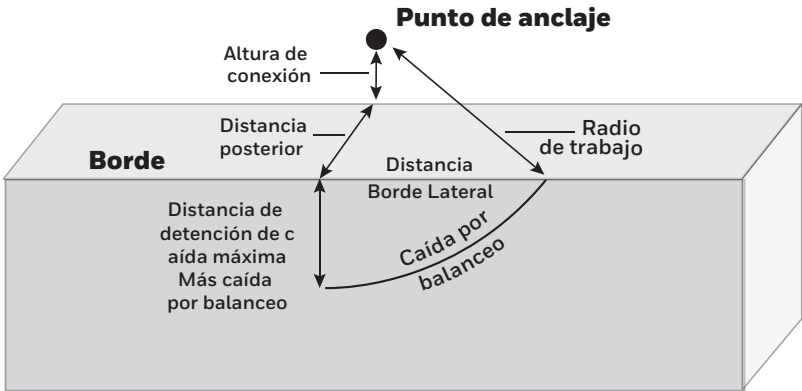 Punto de anclaje
Altura de
conexión
Distancia
posterior
Radio
de trabajo
Borde
Distancia
Borde Lateral
Distancia de
detención de c
aída máxima
Más caída
por balanceo
Caída por
balanceo